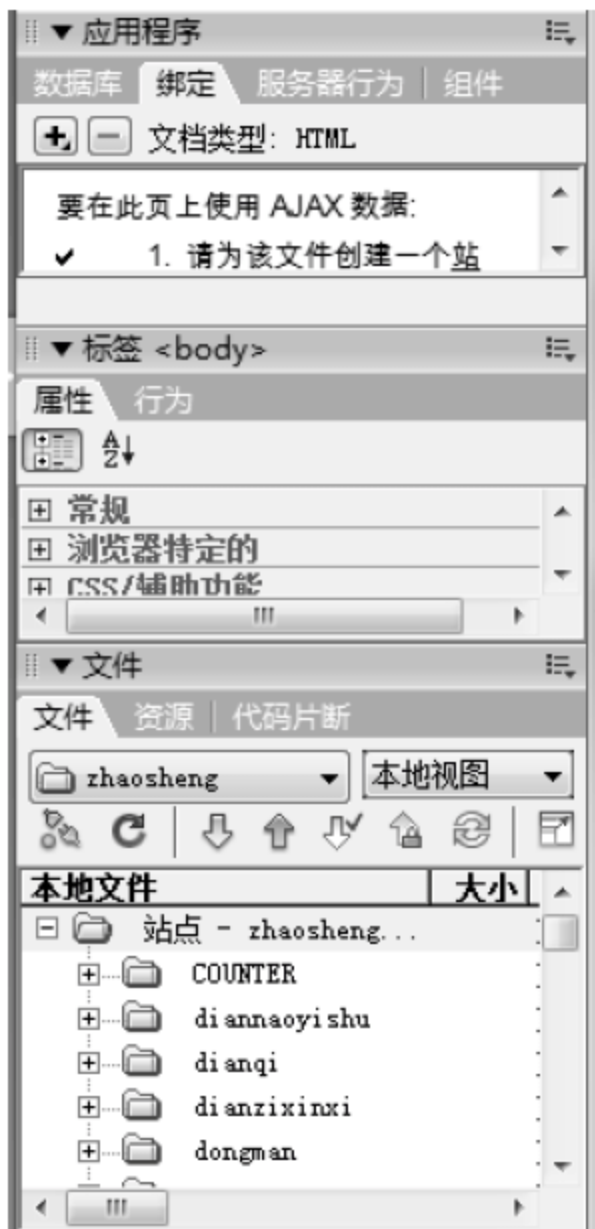 应用程序
数据库 绑定 服务器行为 组件
文档类型: HTML
要在此页上使用 AJAX 数据:
1. 请为该文件创建一个站
标签 <body>
属性 行为
常规
浏览器特定的
CSS/辅助功能
文件
文件 资源 代码片断
zhaosheng 本地视图
本地文件 大小
站点 - zhaosheng...
COUNTER
diannaoyishu
dianqi
dianzixinxi
dongman